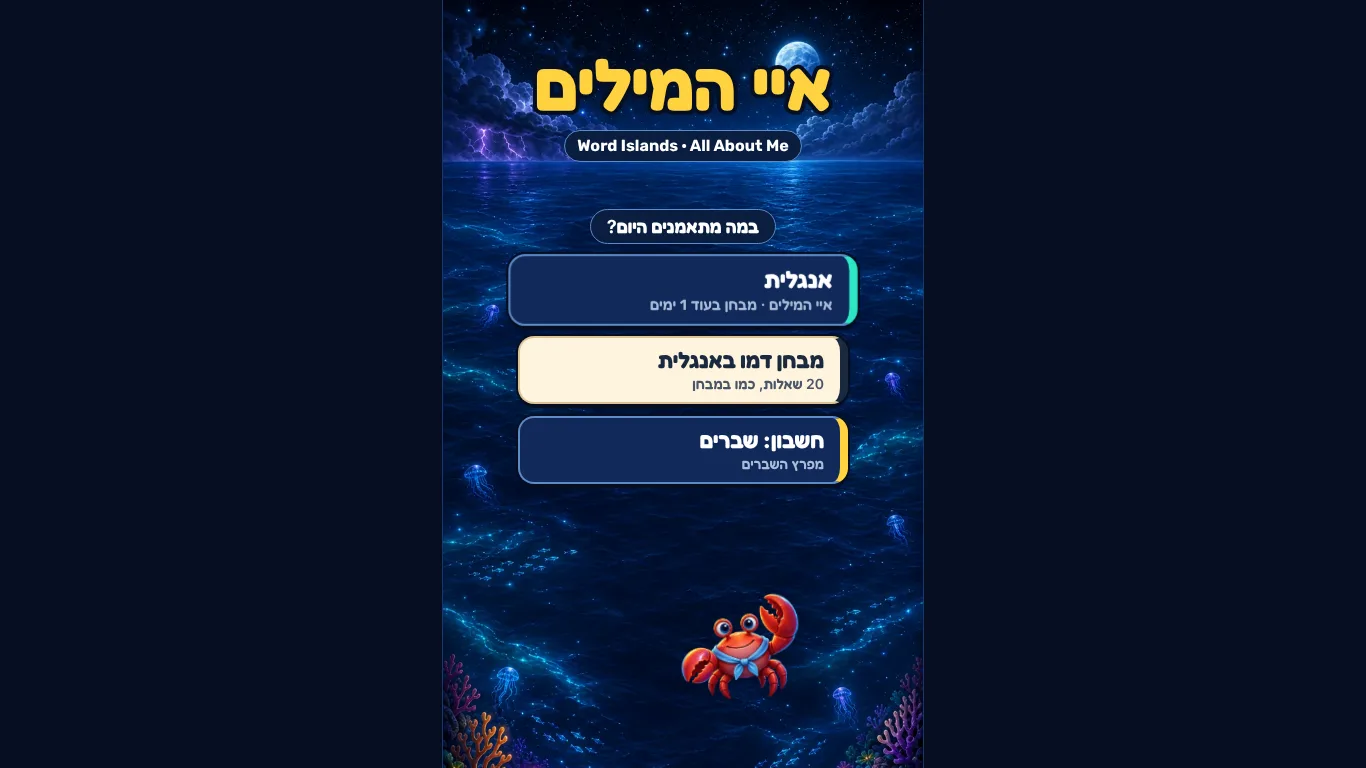 איי המילים
Word Islands • All About Me
במה מתאמנים היום?
אנגלית
איי המילים · מבחן בעוד 1 ימים
מבחן דמו באנגלית
20 שאלות, כמו במבחן
חשבון: שברים
מפרץ השברים